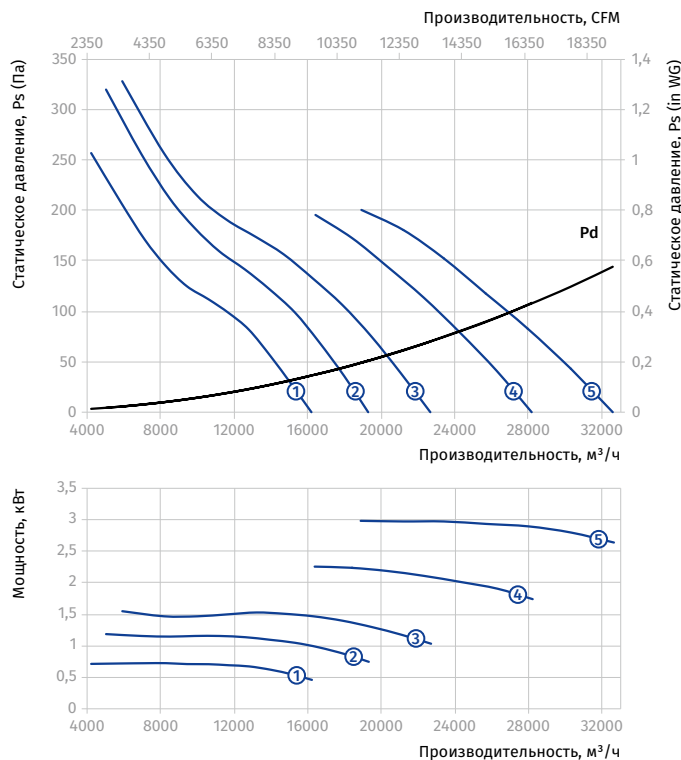 Производительность, CFM
2350 4350 6350 8350 10350 12350 14350 16350 18350
Статическое давление, Ps (Па)
350
300
250
200
150
100
50
0
1,4
1,2
1
0,8
0,6
0,4
0,2
0
Статическое давление, Ps (in WG)
Pd
1 2 3 4 5
4000 8000 12000 16000 20000 24000 28000 32000
Производительность, м³/ч
Мощность, кВт
3,5
3
2,5
2
1,5
1
0,5
0
5
4
3
2
1
4000 8000 12000 16000 20000 24000 28000 32000
Производительность, м³/ч